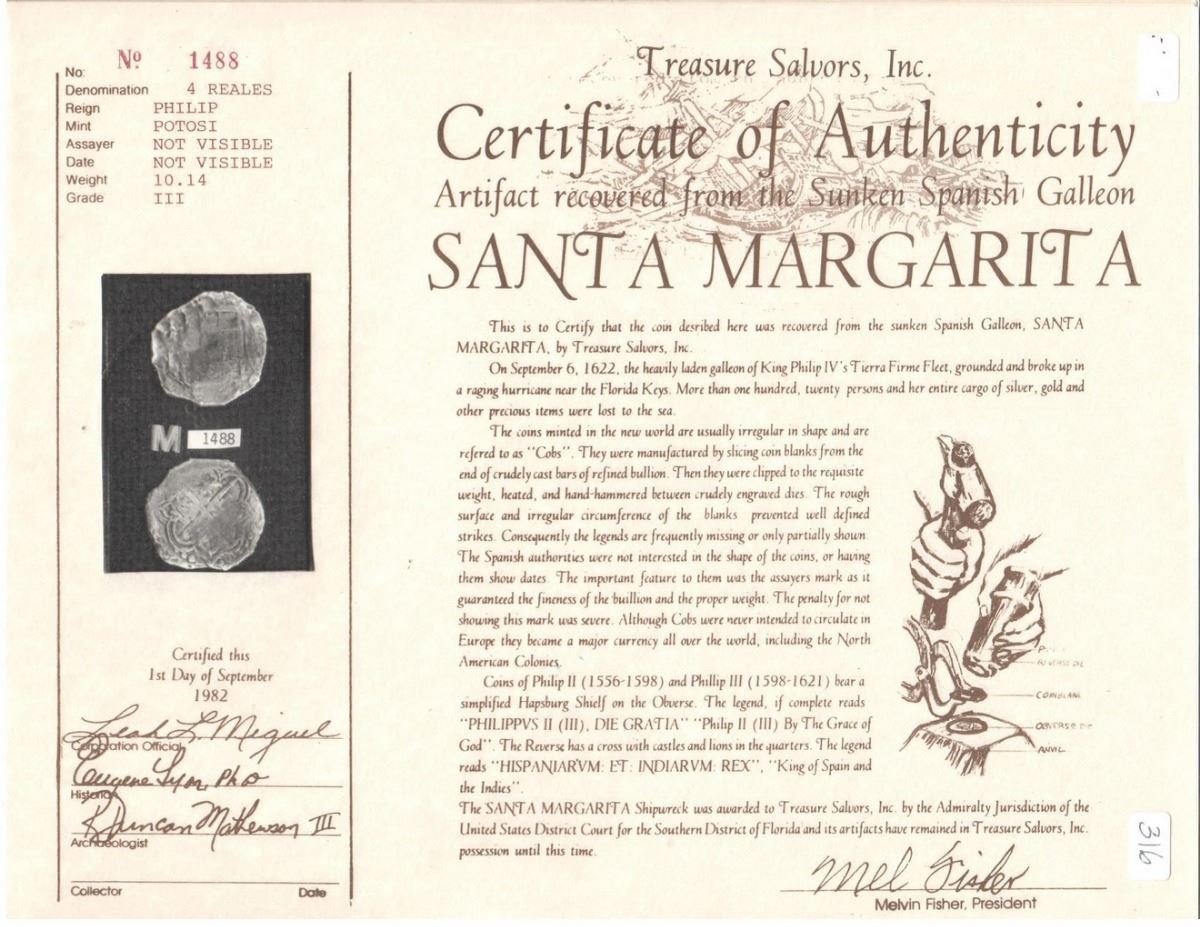 No: Nº 1488
Denomination 4 REALES
Reign PHILIP
Mint POTOSI
Assayer NOT VISIBLE
Date NOT VISIBLE
Weight 10.14
Grade III
M 1488
Certified this
1st Day of September
1982
Leah L. Miguel
Corporation Official
Eugene Lyon, PhD
Historian
R Duncan Mathewson III
Archaeologist
Collector Date
Treasure Salvors, Inc.
Certificate of Authenticity
Artifact recovered from the Sunken Spanish Galleon
SANTA MARGARITA
This is to Certify that the coin desribed here was recovered from the sunken Spanish Galleon, SANTA
MARGARITA, by Treasure Salvors, Inc.
On September 6, 1622, the heavily laden galleon of King Philip IV's Tierra Firme Fleet, grounded and broke up in
a raging hurricane near the Florida Keys. More than one hundred, twenty persons and her entire cargo of silver, gold and
other precious items were lost to the sea.
The coins minted in the new world are usually irregular in shape and are
refered to as "Cobs". They were manufactured by slicing coin blanks from the
end of crudely cast bars of refined bullion. Then they were clipped to the requisite
weight, heated, and hand-hammered between crudely engraved dies. The rough
surface and irregular circumference of the blanks prevented well defined
strikes. Consequently the legends are frequently missing or only partially shown.
The Spanish authorities were not interested in the shape of the coins, or having
them show dates. The important feature to them was the assayers mark as it
guaranteed the fineness of the buillion and the proper weight. The penalty for not
showing this mark was severe. Although Cobs were never intended to circulate in
Europe they became a major currency all over the world, including the North
American Colonies.
Coins of Philip II (1556-1598) and Phillip III (1598-1621) bear a
simplified Hapsburg Shielf on the Obverse. The legend, if complete reads
"PHILIPPVS II (III), DIE GRATIA" "Philip II (III) By The Grace of
God". The Reverse has a cross with castles and lions in the quarters. The legend
reads "HISPANIARVM: ET: INDIARVM: REX", "King of Spain and
the Indies".
The SANTA MARGARITA Shipwreck was awarded to Treasure Salvors, Inc. by the Admiralty Jurisdiction of the
United States District Court for the Southern District of Florida and its artifacts have remained in Treasure Salvors, Inc.
possession until this time.
REVERSE DIE
COIN BLANK
OBVERSE DIE
ANVIL
Mel Fisher
Melvin Fisher, President
316